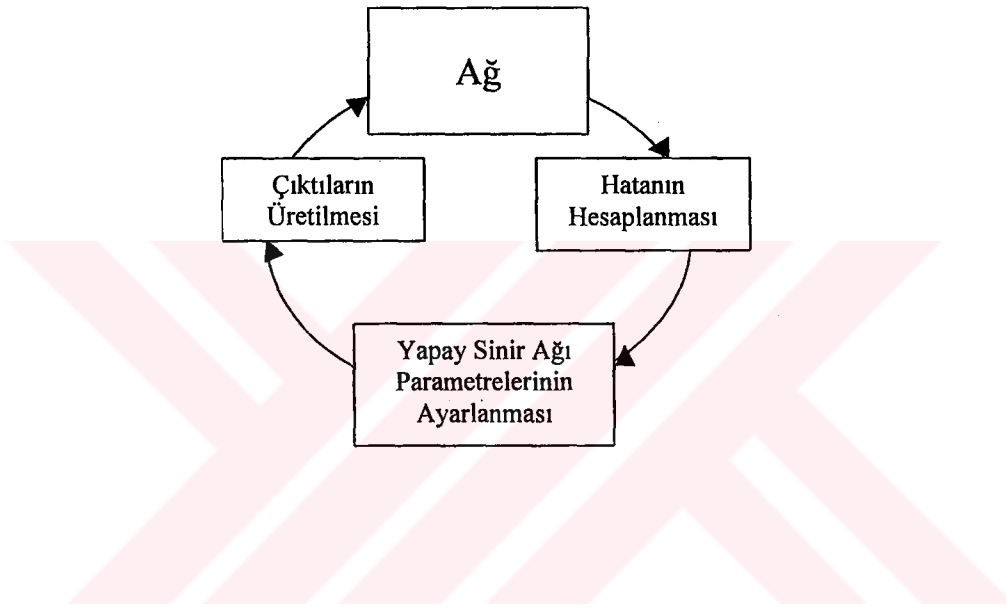 Ağ
Çıktıların
Üretilmesi
Hatanın
Hesaplanması
Yapay Sinir Ağı
Parametrelerinin
Ayarlanması